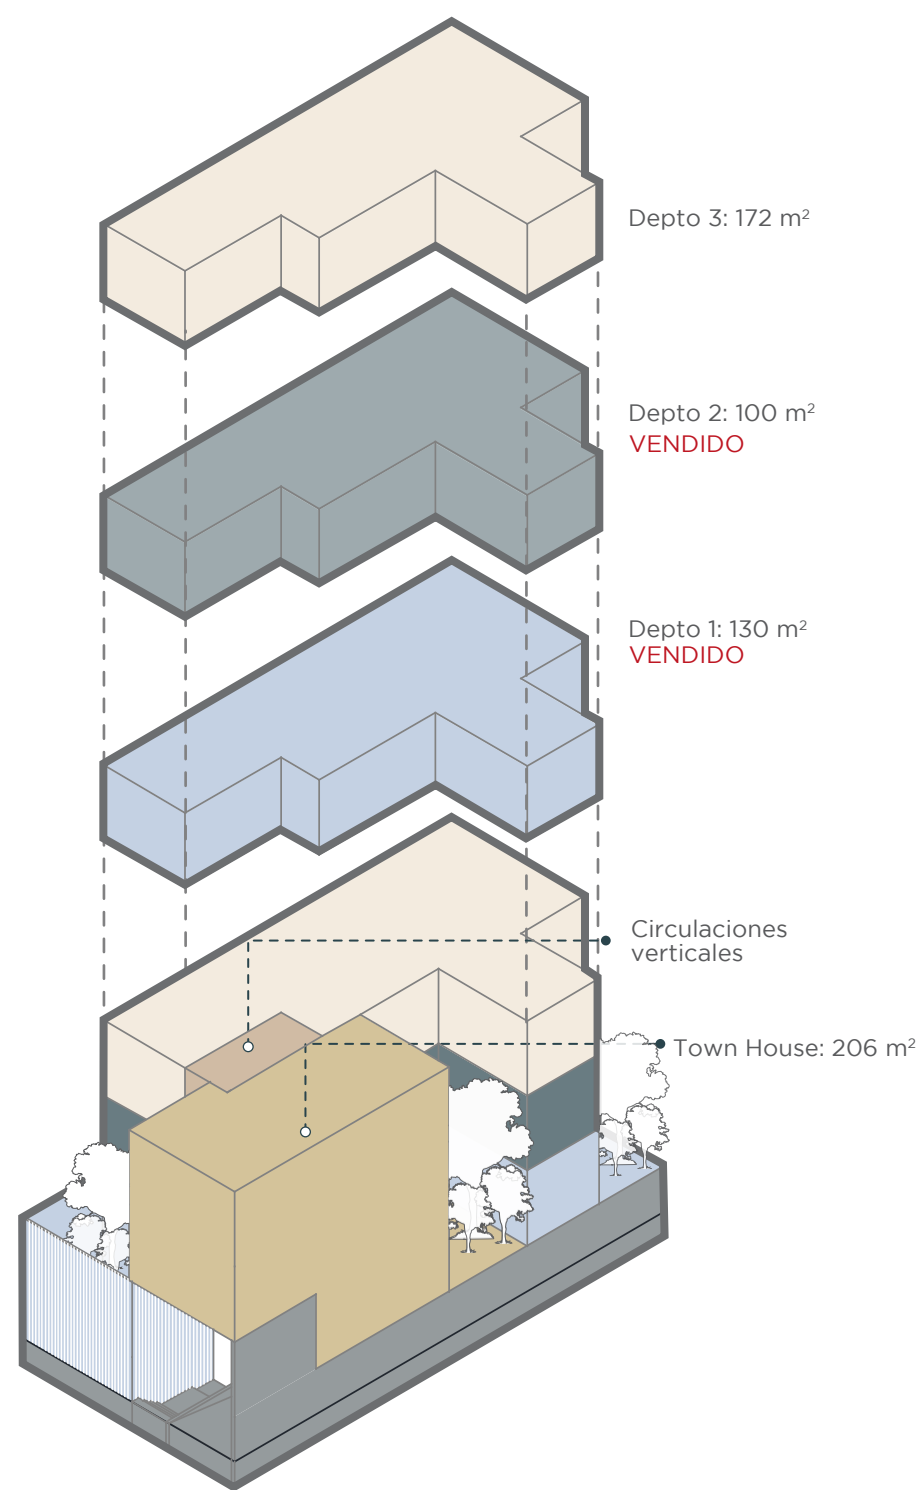 Depto 3: 172 m²
Depto 2: 100 m²
VENDIDO
Depto 1: 130 m²
VENDIDO
Circulaciones
verticales
Town House: 206 m²